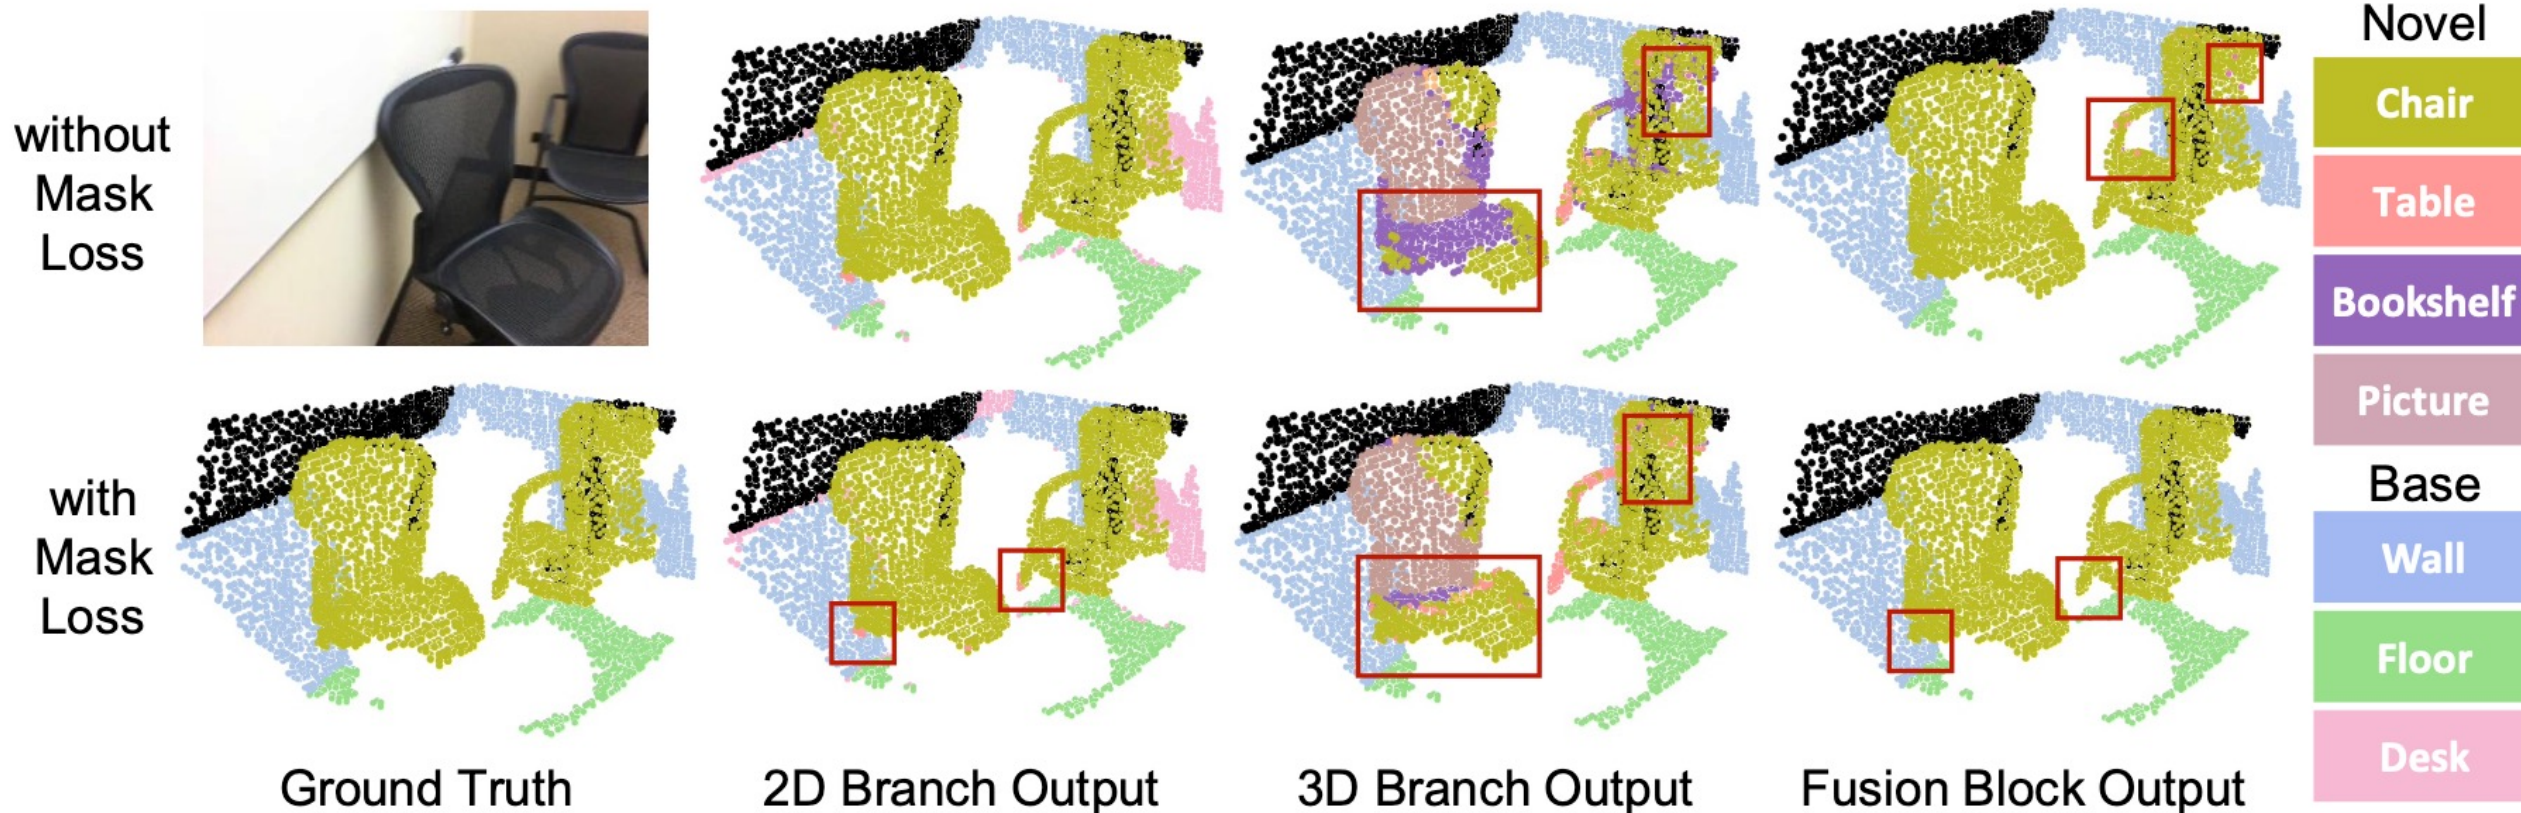 without
Mask
Loss
with
Mask
Loss
Ground Truth
2D Branch Output
3D Branch Output
Fusion Block Output
Novel
Chair
Table
Bookshelf
Picture
Base
Wall
Floor
Desk